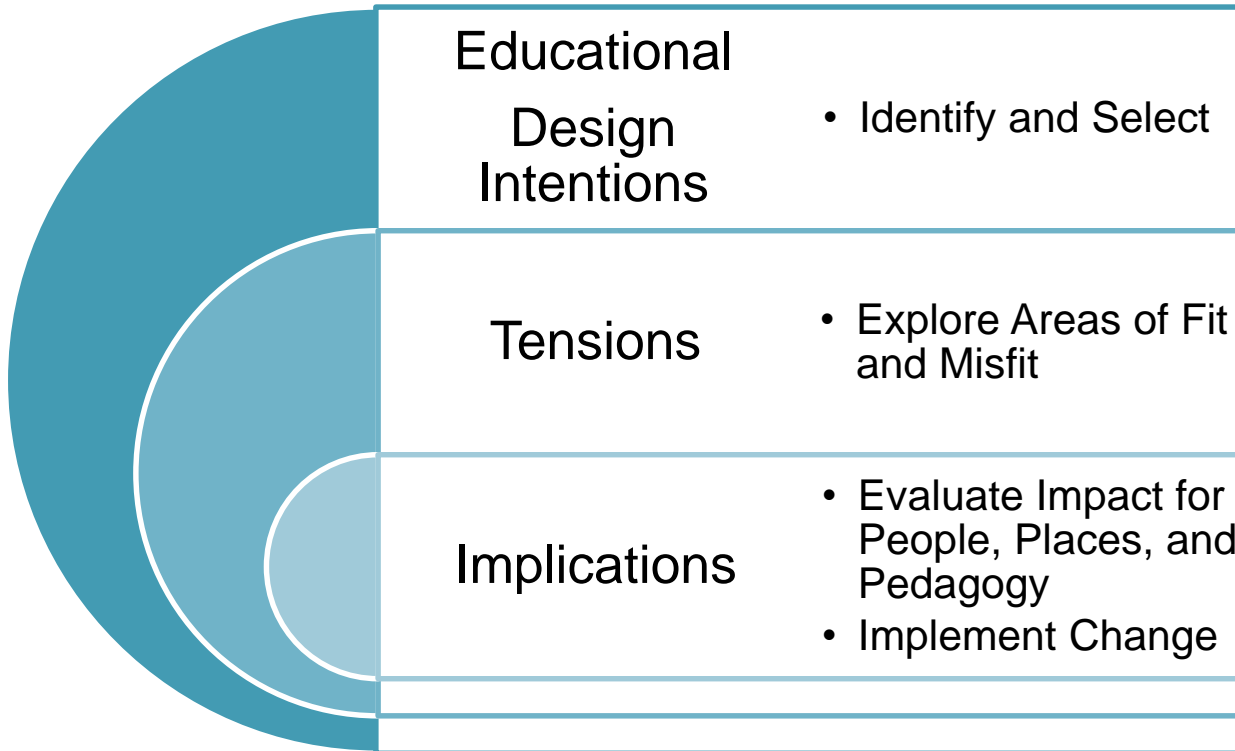 Educational
Design
Intentions
• Identify and Select
Tensions
• Explore Areas of Fit
and Misfit
Implications
• Evaluate Impact for
People, Places, and
Pedagogy
• Implement Change